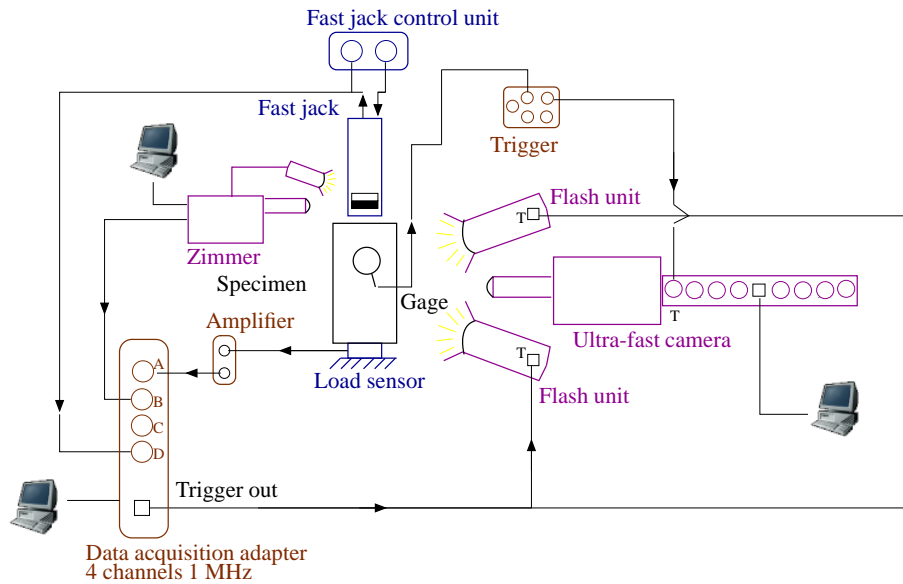 Fast jack control unit
Fast jack
Trigger
Flash unit
T
Zimmer
Specimen
Gage
T
Amplifier
Ultra-fast camera
T
Load sensor
Flash unit
A
B
C
D
Trigger out
Data acquisition adapter
4 channels 1 MHz